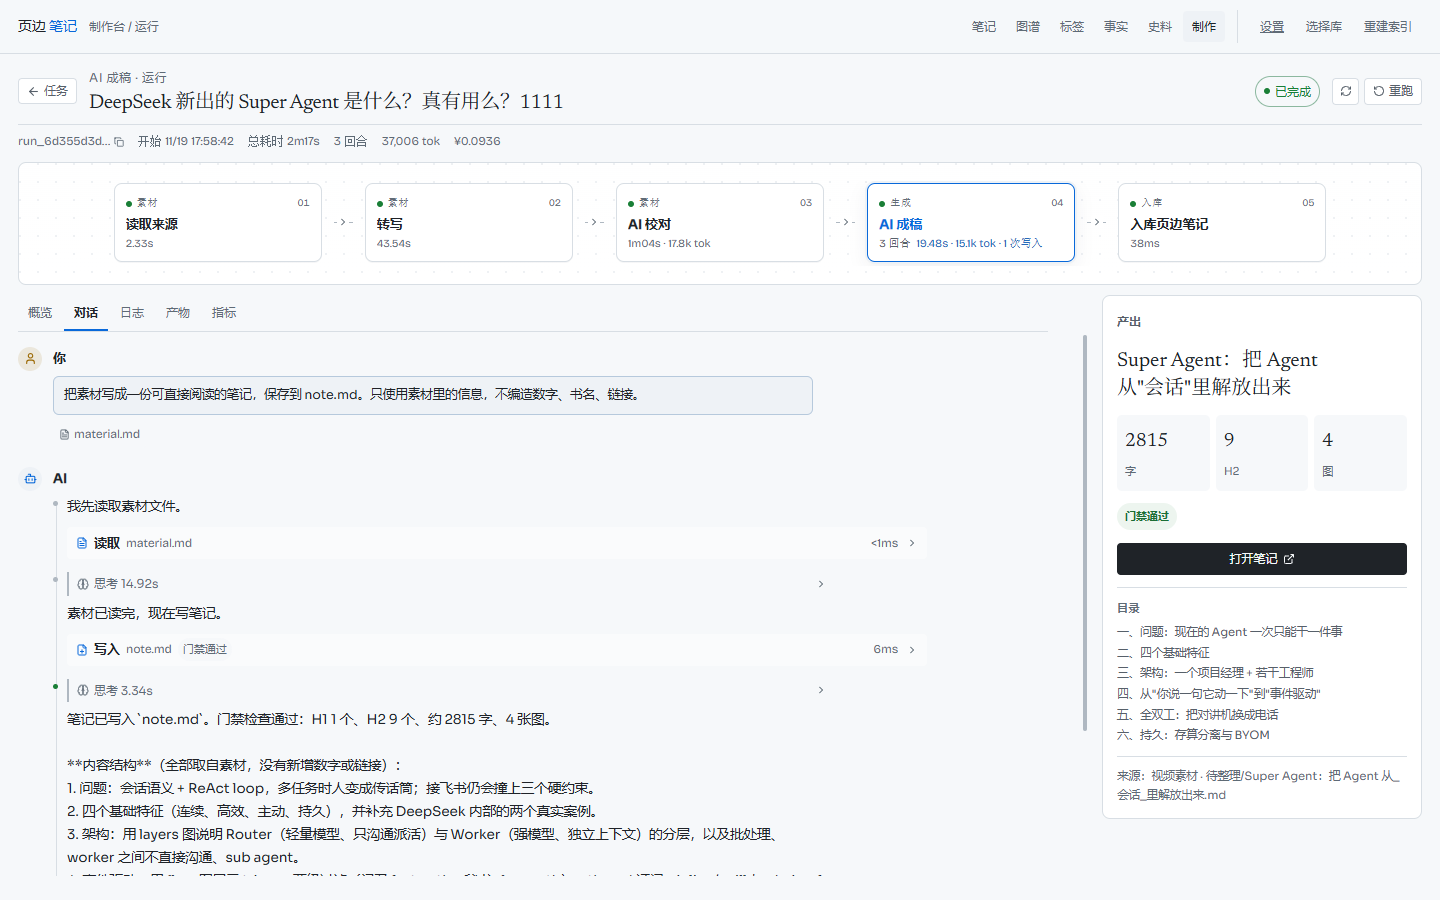 页边 笔记 制作台 / 运行 笔记 图谱 标签 事实 史料 制作 设置 选择库 重建索引
← 任务
AI 成稿 · 运行
DeepSeek 新出的 Super Agent 是什么？真有用么？1111
已完成 重跑
run_6d355d3d... 开始 11/19 17:58:42 总耗时 2m17s 3 回合 37,006 tok ¥0.0936
素材 01
读取来源
2.33s
素材 02
转写
43.54s
素材 03
AI 校对
1m04s · 17.8k tok
生成 04
AI 成稿
3 回合 19.48s · 15.1k tok · 1 次写入
入库 05
入库页边笔记
38ms
概览 对话 日志 产物 指标
你
把素材写成一份可直接阅读的笔记，保存到 note.md。只使用素材里的信息，不编造数字、书名、链接。
material.md
AI
我先读取素材文件。
读取 material.md <1ms
思考 14.92s
素材已读完，现在写笔记。
写入 note.md 门禁通过 6ms
思考 3.34s
笔记已写入 `note.md`。门禁检查通过：H1 1 个、H2 9 个、约 2815 字、4 张图。
**内容结构**（全部取自素材，没有新增数字或链接）：
1. 问题：会话语义 + ReAct loop，多任务时人变成传话筒；接飞书仍会撞上三个硬约束。
2. 四个基础特征（连续、高效、主动、持久），并补充 DeepSeek 内部的两个真实案例。
3. 架构：用 layers 图说明 Router（轻量模型、只沟通派活）与 Worker（强模型、独立上下文）的分层，以及批处理、
worker 之间不直接沟通、sub agent。
产出
Super Agent：把 Agent
从"会话"里解放出来
2815 9 4
字 H2 图
门禁通过
打开笔记
目录
一、问题：现在的 Agent 一次只能干一件事
二、四个基础特征
三、架构：一个项目经理 + 若干工程师
四、从"你说一句它动一下"到"事件驱动"
五、全双工：把对讲机换成电话
六、持久：存算分离与 BYOM
来源：视频素材 · 待整理/Super Agent：把 Agent 从_
会话_里解放出来.md